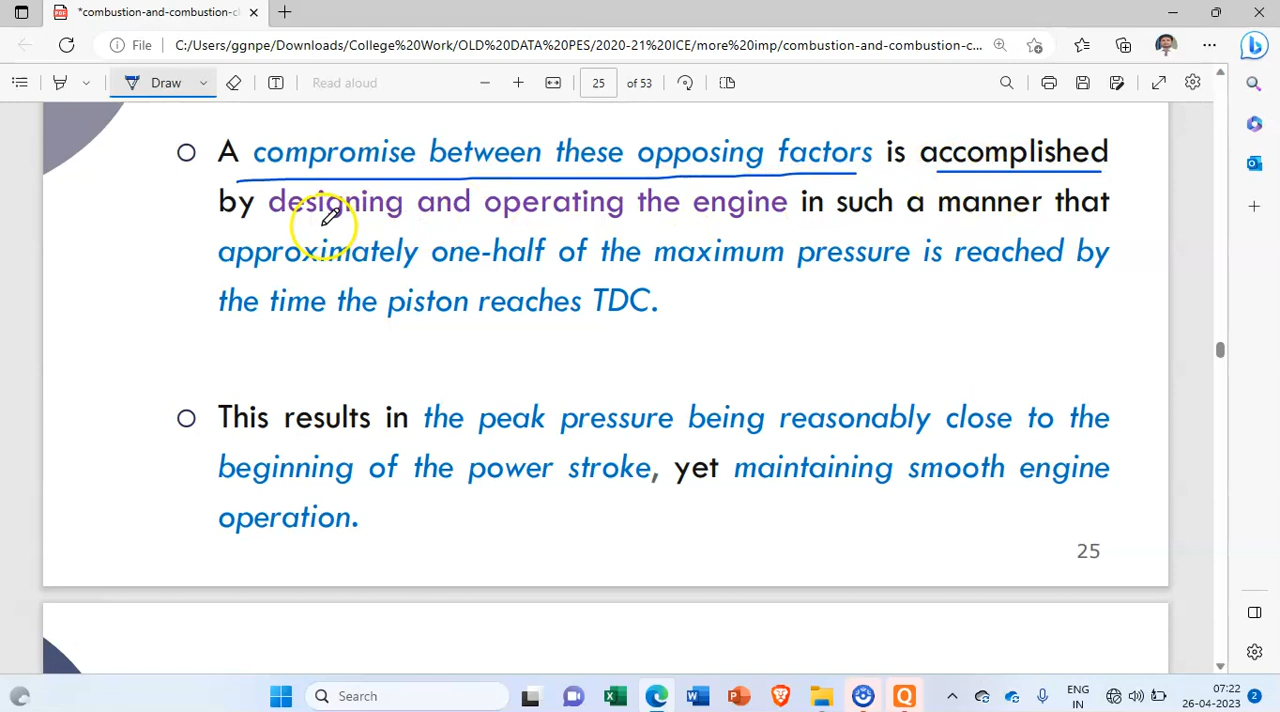 *combustion-and-combustion-cl
File
C:/Users/ggnpe/Downloads/College%20Work/OLD%20DATA%20PES/2020-21%20ICE/more%20imp/combustion-and-combustion-c...
Draw
Read aloud
25
of 53
A compromise between these opposing factors is accomplished
by designing and operating the engine in such a manner that
approximately one-half of the maximum pressure is reached by
the time the piston reaches TDC.
This results in the peak pressure being reasonably close to the
beginning of the power stroke, yet maintaining smooth engine
operation.
25
Search
ENG
IN
07:22
26-04-2023
2